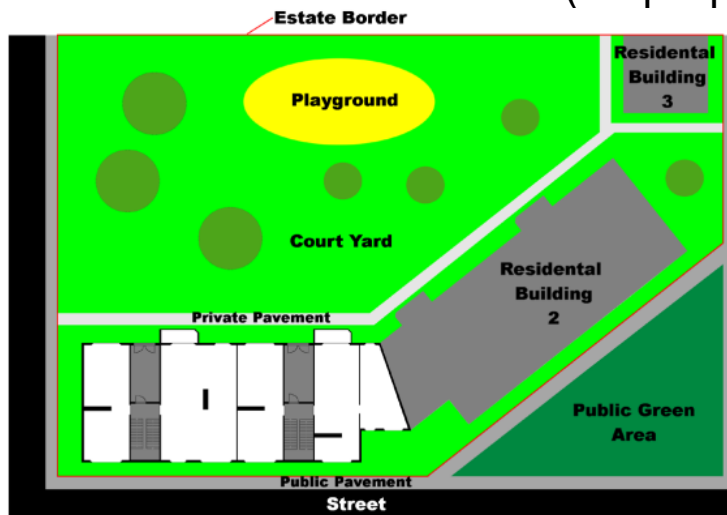 Estate Border
Residental
Building
3
Playground
Court Yard
Residental
Building
2
Private Pavement
Public Green
Area
Public Pavement
Street